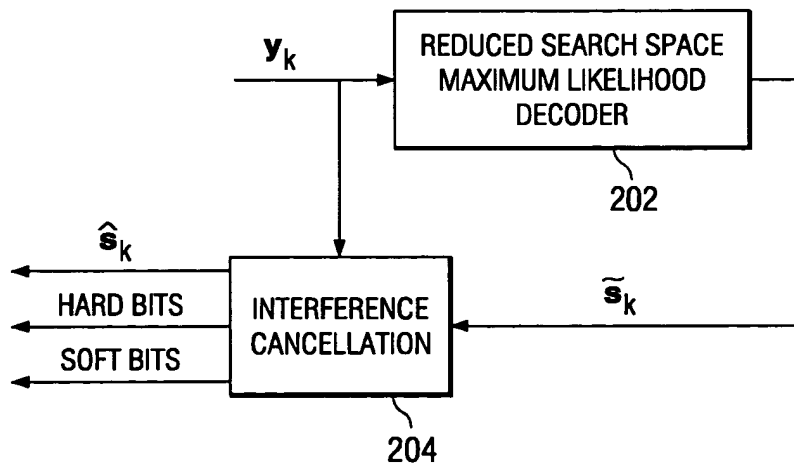 y_k
REDUCED SEARCH SPACE
MAXIMUM LIKELIHOOD
DECODER
202
ŝ_k
HARD BITS
SOFT BITS
INTERFERENCE
CANCELLATION
s̃_k
204